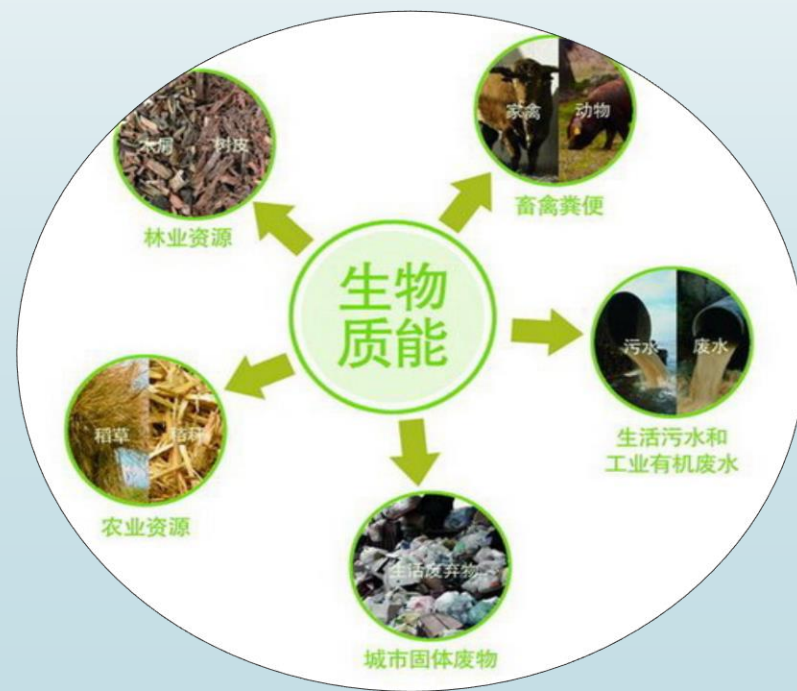 家禽 动物
畜禽粪便
木屑 树皮
林业资源
生物
质能
污水 废水
生活污水和
工业有机废水
稻草 秸秆
农业资源
生活废弃物
城市固体废物